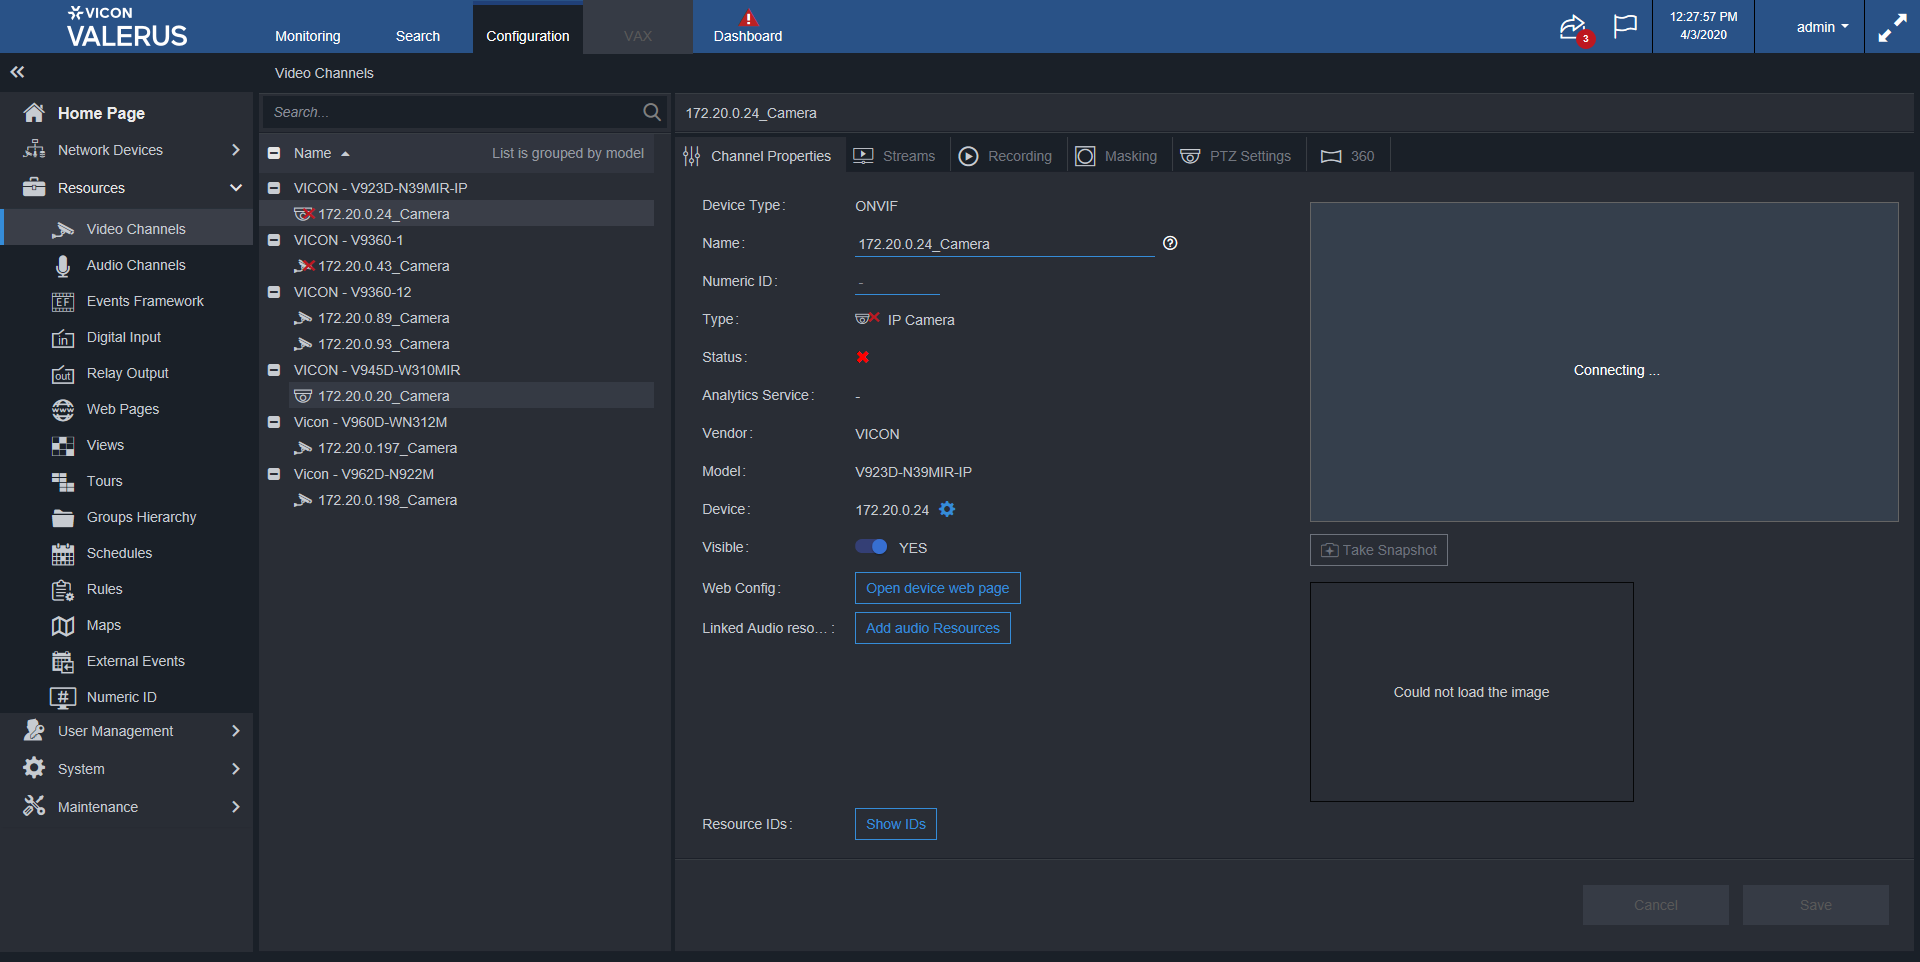 VICON
VALERUS
Monitoring
Search
Configuration
VAX
Dashboard
3
12:27:57 PM
4/3/2020
admin
Video Channels
Home Page
Network Devices
Resources
Video Channels
Audio Channels
EF
Events Framework
in
Digital Input
out
Relay Output
www
Web Pages
Views
Tours
Groups Hierarchy
Schedules
Rules
Maps
External Events
#
Numeric ID
User Management
System
Maintenance
Search...
Name
List is grouped by model
VICON - V923D-N39MIR-IP
172.20.0.24_Camera
VICON - V9360-1
172.20.0.43_Camera
VICON - V9360-12
172.20.0.89_Camera
172.20.0.93_Camera
VICON - V945D-W310MIR
172.20.0.20_Camera
Vicon - V960D-WN312M
172.20.0.197_Camera
Vicon - V962D-N922M
172.20.0.198_Camera
172.20.0.24_Camera
Channel Properties
Streams
Recording
Masking
PTZ Settings
360
Device Type: ONVIF
Name: 172.20.0.24_Camera
Numeric ID: -
Type: IP Camera
Status:
Analytics Service: -
Vendor: VICON
Model: V923D-N39MIR-IP
Device: 172.20.0.24
Visible: YES
Web Config: Open device web page
Linked Audio reso... : Add audio Resources
Resource IDs: Show IDs
Connecting ...
Take Snapshot
Could not load the image
Cancel
Save